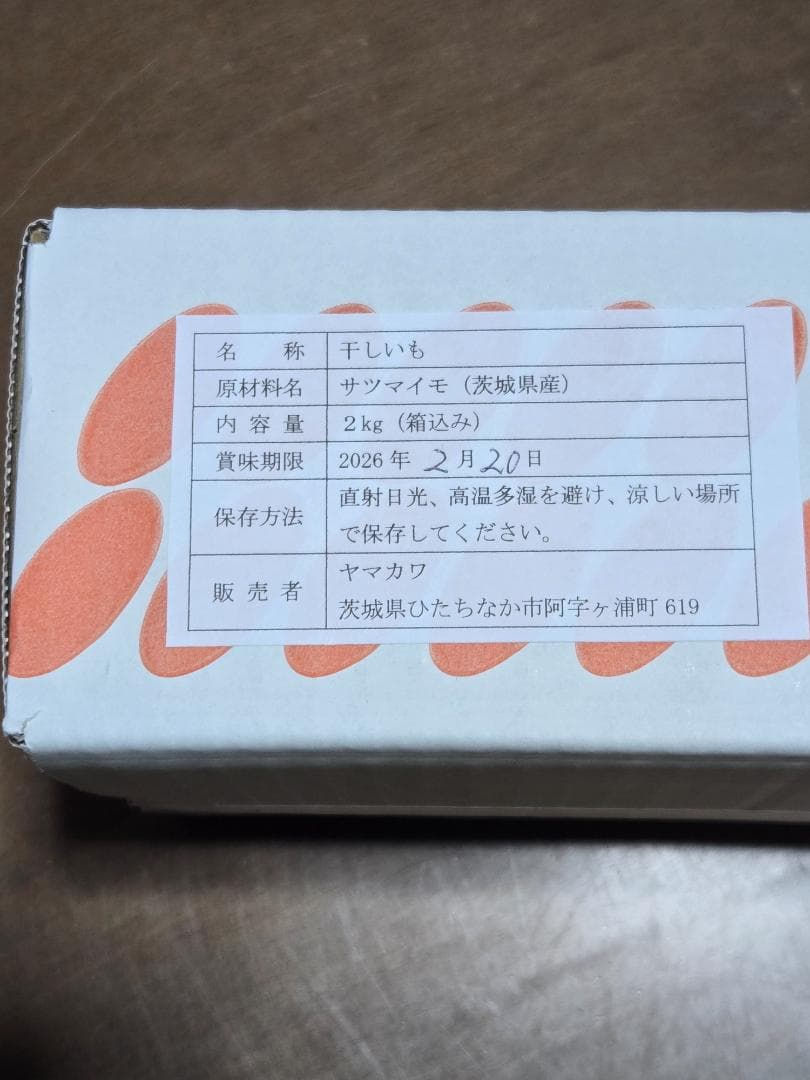 名 称 干しいも
原材料名 サツマイモ（茨城県産）
内 容 量 2kg（箱込み）
賞味期限 2026年 2月20日
保存方法 直射日光、高温多湿を避け、涼しい場所
で保存してください。
販 売 者 ヤマカワ
茨城県ひたちなか市阿字ヶ浦町 619